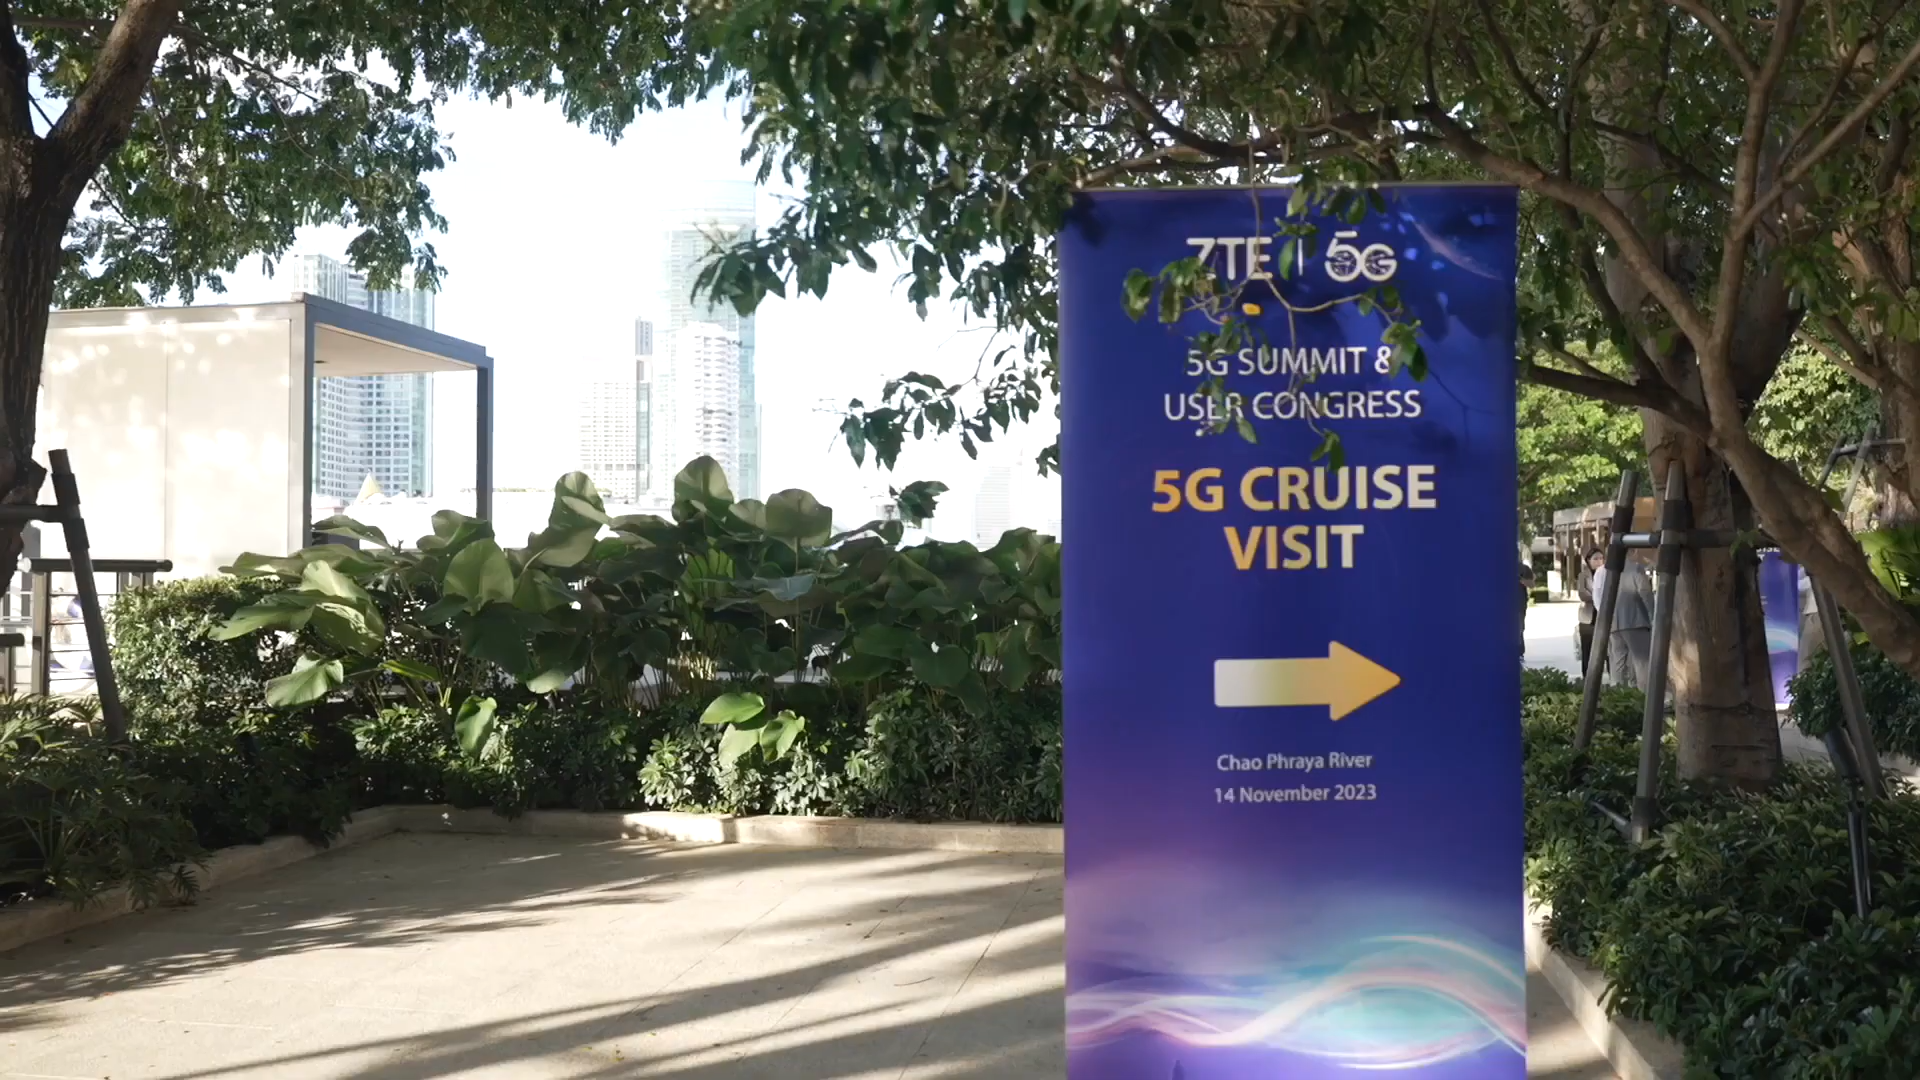 ZTE | 5G
5G SUMMIT &
USER CONGRESS
5G CRUISE
VISIT
Chao Phraya River
14 November 2023